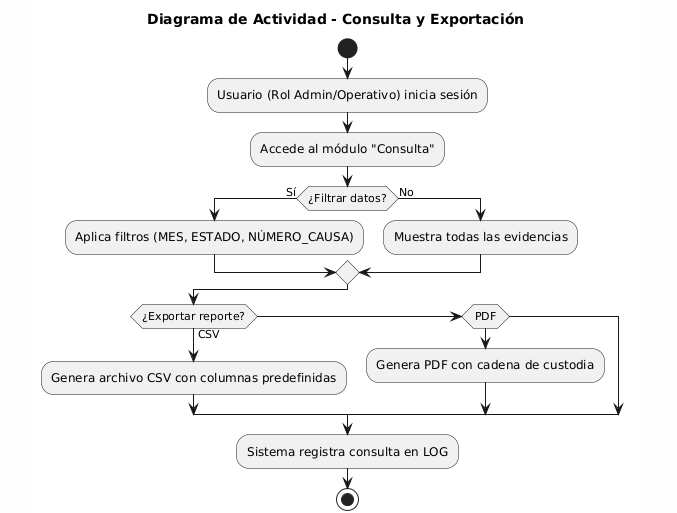 Diagrama de Actividad - Consulta y Exportación
Usuario (Rol Admin/Operativo) inicia sesión
Accede al módulo "Consulta"
Sí
¿Filtrar datos?
No
Aplica filtros (MES, ESTADO, NÚMERO_CAUSA)
Muestra todas las evidencias
¿Exportar reporte?
PDF
CSV
Genera archivo CSV con columnas predefinidas
Genera PDF con cadena de custodia
Sistema registra consulta en LOG